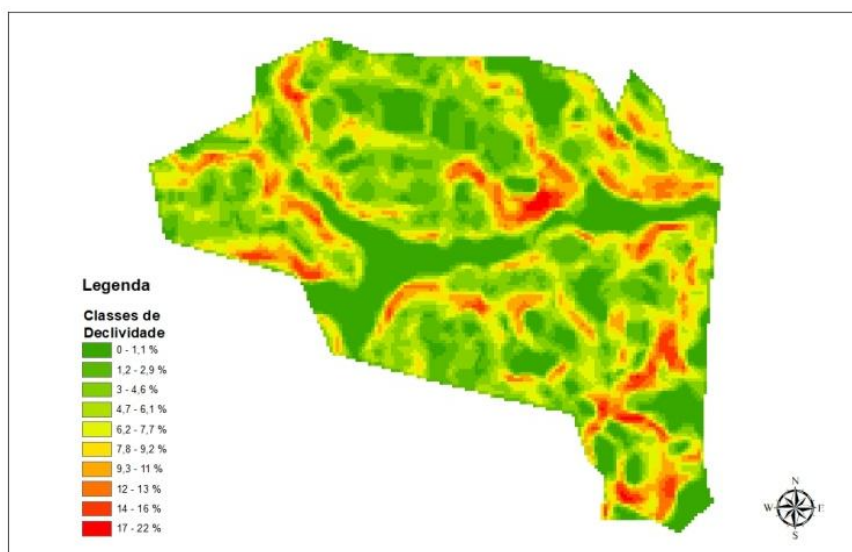 Legenda
Classes de
Declividade
0 - 1,1 %
1,2 - 2,9 %
3 - 4,6 %
4,7 - 6,1 %
6,2 - 7,7 %
7,8 - 9,2 %
9,3 - 11 %
12 - 13 %
14 - 16 %
17 - 22 %
N
W E
S